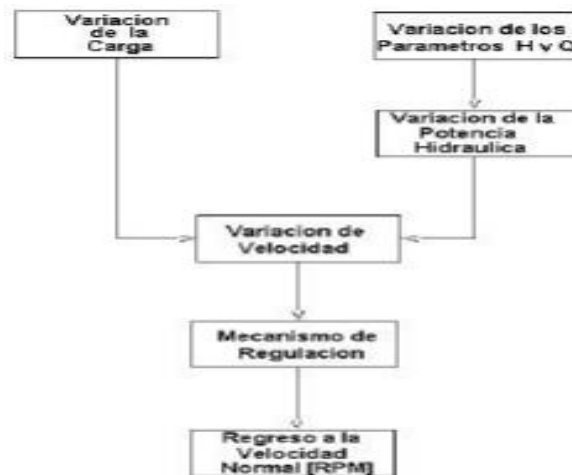 Variacion
de la
Carga
Variacion de los
Parametros H y Q
Variacion de la
Potencia
Hidraulica
Variacion de
Velocidad
Mecanismo de
Regulacion
Regreso a la
Velocidad
Normal [RPM]